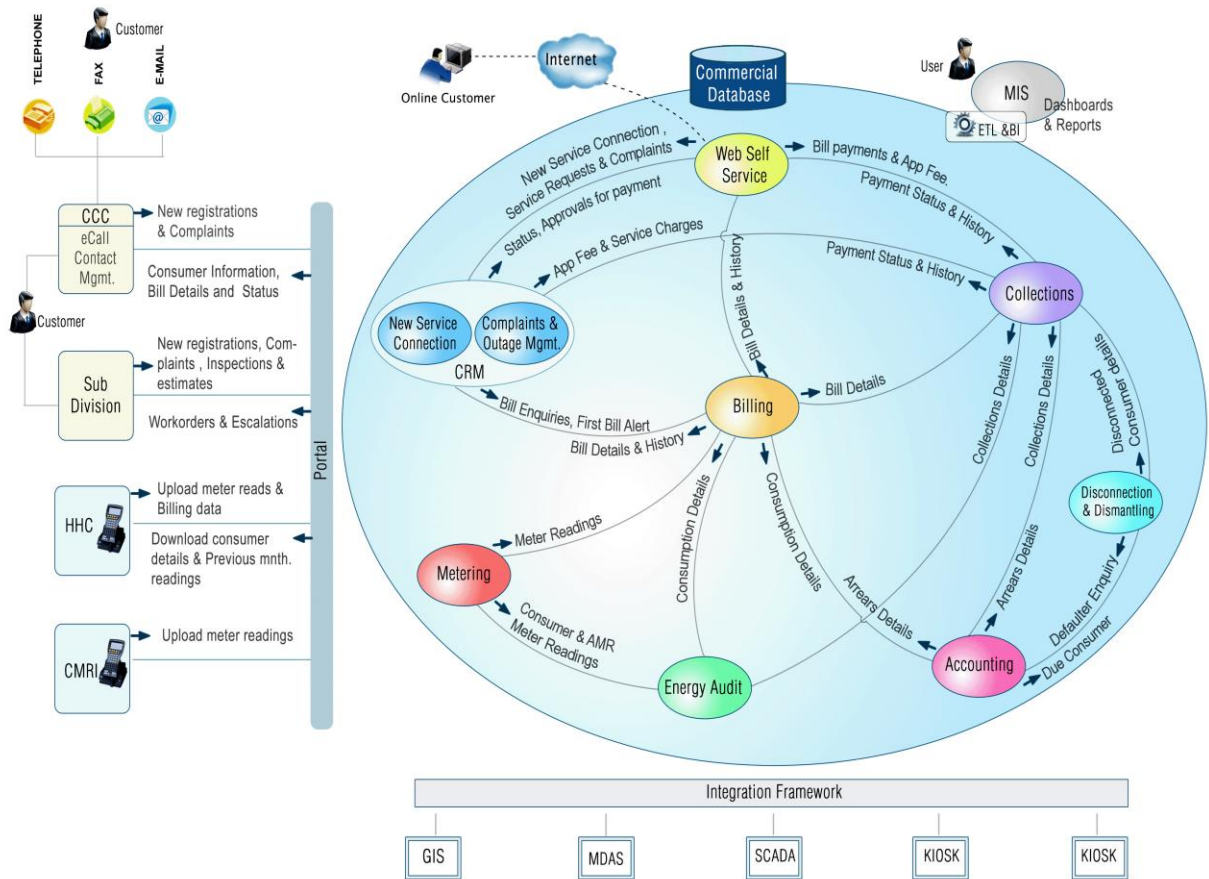 Customer
TELEPHONE
FAX
E-MAIL
@
CCC
eCall
Contact
Mgmt.
New registrations
& Complaints
Consumer Information,
Bill Details and Status
Customer
Sub
Division
New registrations, Com-
plaints , Inspections &
estimates
Workorders & Escalations
HHC
Upload meter reads &
Billing data
Download consumer
details & Previous mnth.
readings
CMRI
Upload meter readings
Portal
Online Customer
Internet
Commercial
Database
User
MIS
ETL &BI
Dashboards
& Reports
Web Self
Service
New Service Connection ,
Service Requests & Complaints
Status, Approvals for payment
App Fee & Service Charges
Bill payments & App Fee.
Payment Status & History
Payment Status & History
Collections
New Service
Connection
Complaints &
Outage Mgmt.
CRM
Bill Details & History
Billing
Bill Details
Bill Enquiries, First Bill Alert
Bill Details & History
Collections Details
Collections Details
Disconnected
Consumer details
Disconnection
& Dismantling
Meter Readings
Metering
Consumption Details
Consumption Details
Consumer & AMR
Meter Readings
Energy Audit
Arrears Details
Arrears Details
Accounting
Defaulter Enquiry
Due Consumer
Integration Framework
GIS
MDAS
SCADA
KIOSK
KIOSK